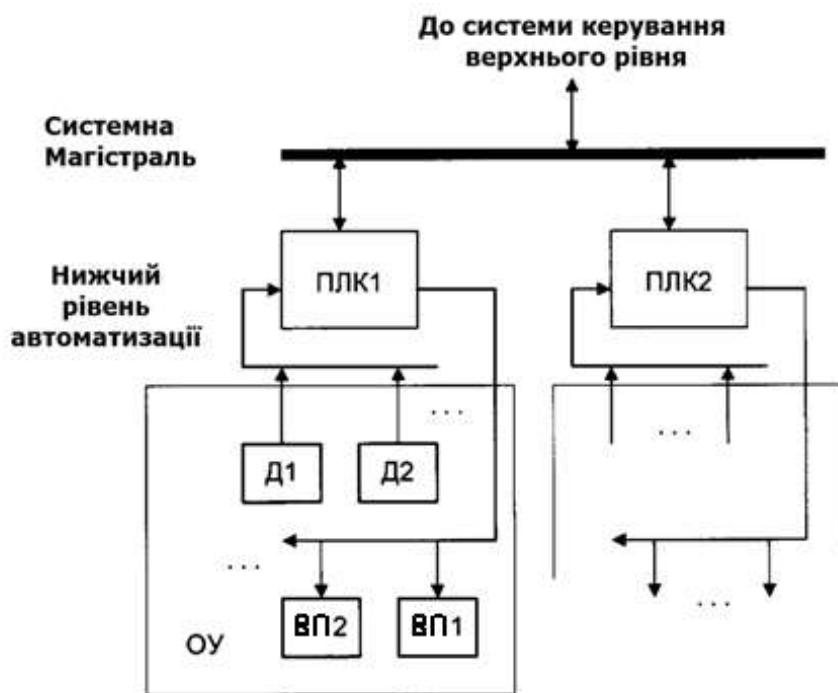 До системи керування
верхнього рівня
Системна
Магістраль
ПЛК1
ПЛК2
Нижчий
рівень
автоматизації
. . .
Д1
Д2
. . .
. . .
ВП2
ВП1
. . .
ОУ